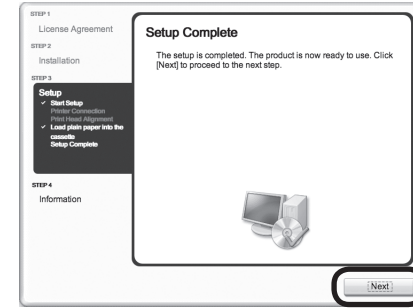 STEP 1
License Agreement
STEP 2
Installation
STEP 3
Setup
✓ Start Setup
Printer Connection
Print Head Alignment
✓ Load plain paper into the
cassette
Setup Complete
STEP 4
Information
Setup Complete
The setup is completed. The product is now ready to use. Click
[Next] to proceed to the next step.
Next